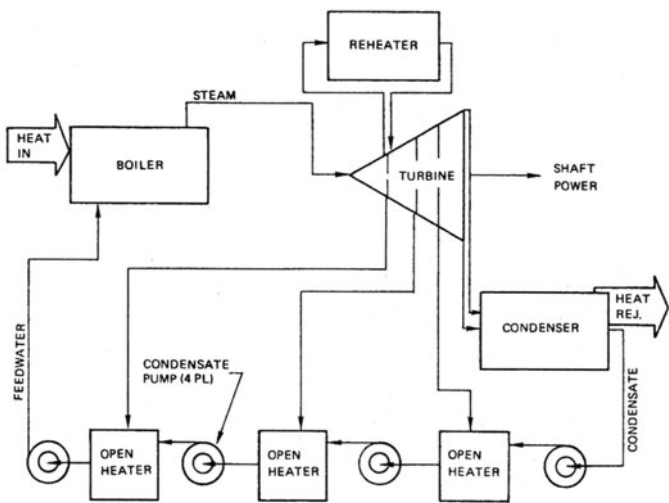 REHEATER
STEAM
HEAT
IN
BOILER
TURBINE
SHAFT
POWER
HEAT
REJ.
CONDENSER
FEEDWATER
CONDENSATE
PUMP (4 PL)
CONDENSATE
OPEN
HEATER
OPEN
HEATER
OPEN
HEATER